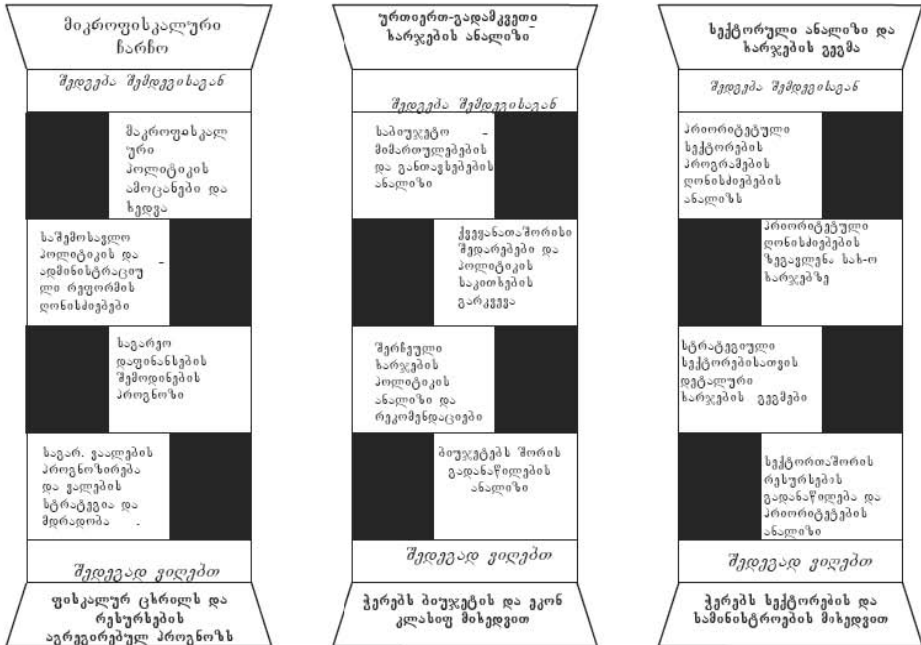 მიკროფისკალური
ჩარჩო
შედგება შემდეგისაგან
მაკროფისკალ
ური
პოლიტიკის
ამოცანები და
ხედვა
საშემოსავლო
პოლიტიკის და -
ადმინისტრაციუ
ლი რეფორმის
ღონისძიებები
საგარეო
დაფინანსების
შემოდინების
პროგნოზი
საგარ. ვაალების
პროგნოზირება
და ვალების
სტრატეგია და
მდრადობა -
შედეგად ვიღებთ
ფისკალურ ცხრილს და
რესურსების
აგრეგირებულ პროგნოზს
ურთიერთ-გადამკვეთი
ხარჯების ანალიზი
შედგება შემდეგისაგან
საბიუჯეტო -
მიმართულებების
და განთავსებების
ანალიზი
ქვეყანათაშორისი
შედარებები და
პოლიტიკის
საკითხების
გარკვევა
შერჩეული
ხარჯების
პოლიტიკის
ანალიზი და
რეკომენდაციები
ბიუჯეტებს შორის
გადანაწილების
ანალიზი
შედეგად ვიღებთ
ჭერებს ბიუჯეტის და ეკონ
კლასიფ მიხედვით
სექტორული ანალიზი და
ხარჯების გეგმა
შედგება შემდეგისაგან
პრიორიტეტული
სექტორების
პროგრამების
ღონისძიებების
ანალიზს
პრიორიტეტული
ღონისძიებების
ზეგავლენა სახ-ო
ხარჯებზე
სტრატეგიული
სექტორებისათვის
დეტალური
ხარჯების გეგმები
სექტორთაშორის
რესურსების
გადანაწილება და
პრიორიტეტების
ანალიზი
შედეგად ვიღებთ
ჭერებს სექტორების და
სამინისტროების მიხედვით